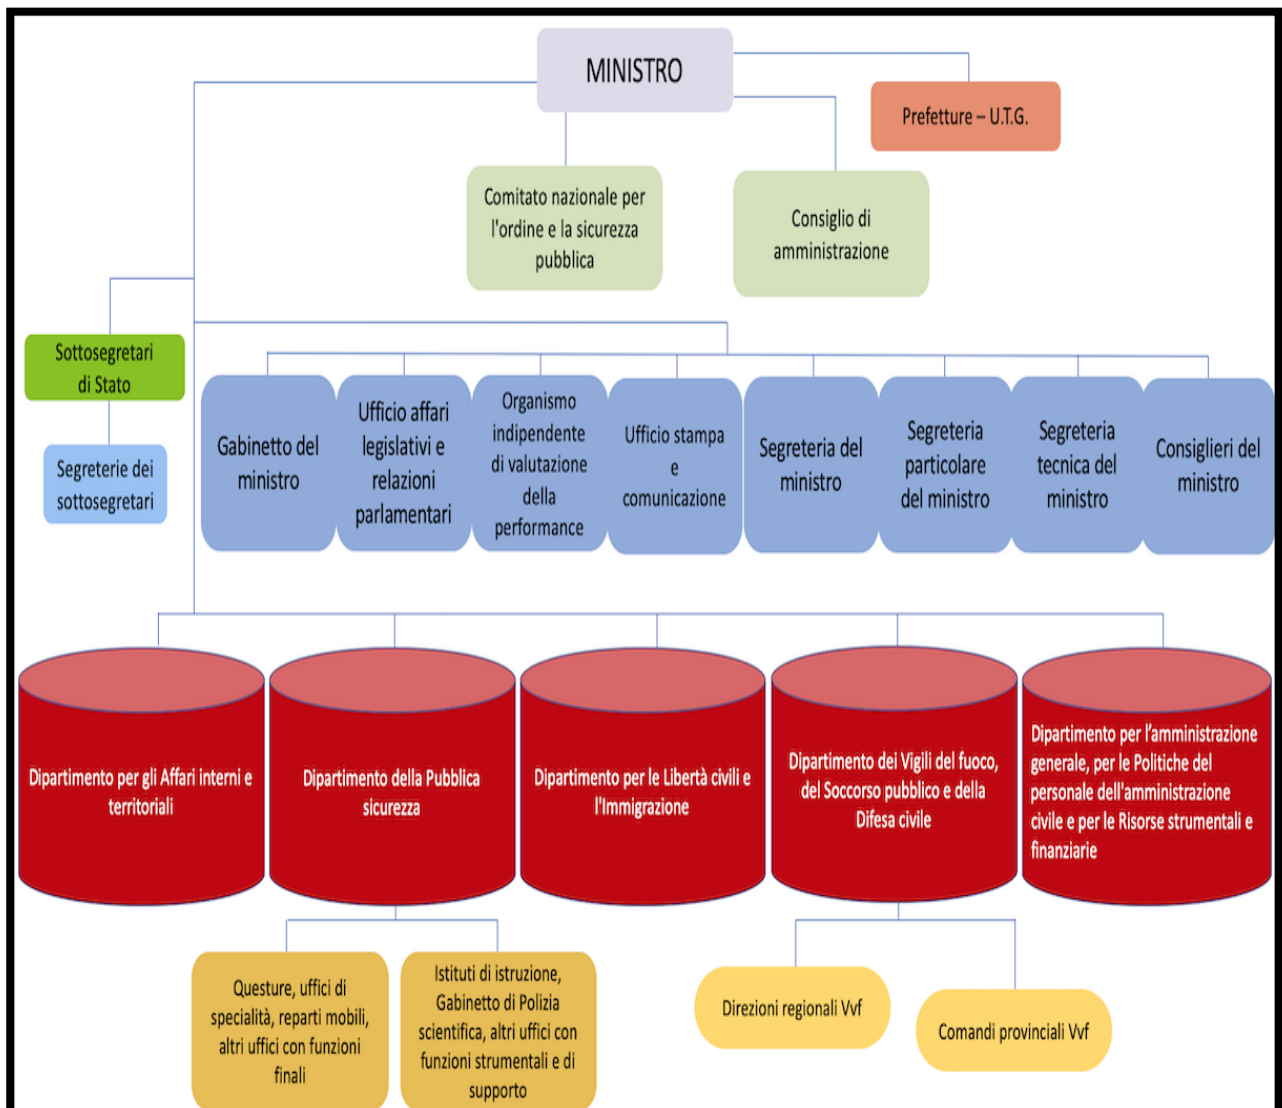 MINISTRO
Prefetture – U.T.G.
Comitato nazionale per
l'ordine e la sicurezza
pubblica
Consiglio di
amministrazione
Sottosegretari
di Stato
Segreterie dei
sottosegretari
Gabinetto del
ministro
Ufficio affari
legislativi e
relazioni
parlamentari
Organismo
indipendente
di valutazione
della
performance
Ufficio stampa
e
comunicazione
Segreteria del
ministro
Segreteria
particolare
del ministro
Segreteria
tecnica del
ministro
Consiglieri del
ministro
Dipartimento per gli Affari interni e
territoriali
Dipartimento della Pubblica
sicurezza
Dipartimento per le Libertà civili e
l'Immigrazione
Dipartimento dei Vigili del fuoco,
del Soccorso pubblico e della
Difesa civile
Dipartimento per l’amministrazione
generale, per le Politiche del
personale dell'amministrazione
civile e per le Risorse strumentali e
finanziarie
Questure, uffici di
specialità, reparti mobili,
altri uffici con funzioni
finali
Istituti di istruzione,
Gabinetto di Polizia
scientifica, altri uffici con
funzioni strumentali e di
supporto
Direzioni regionali Vvf
Comandi provinciali Vvf